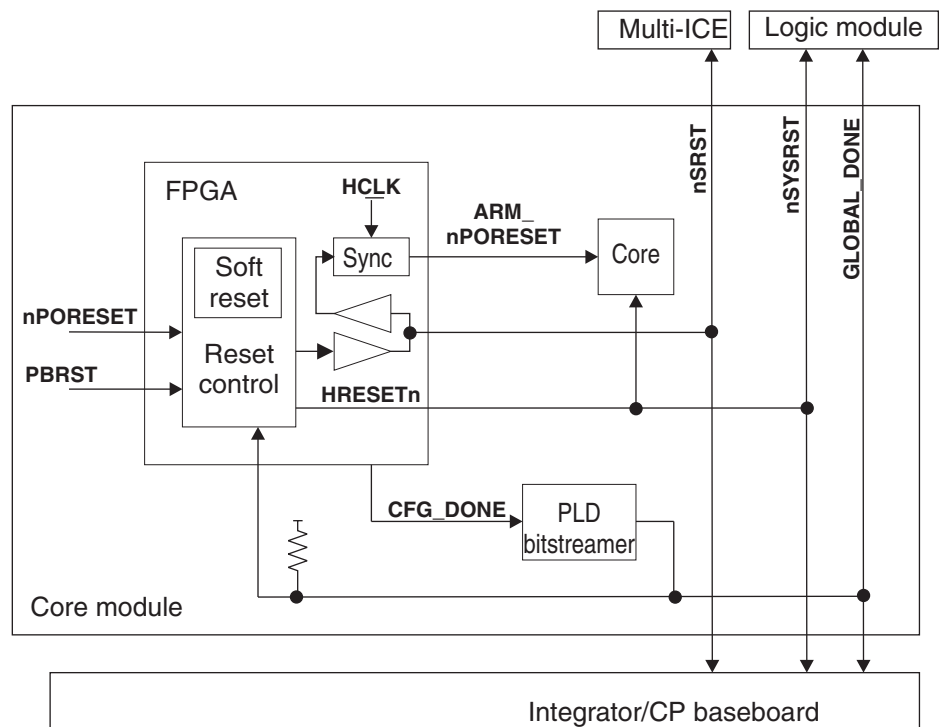 Multi-ICE
Logic module
nSRST
nSYSRST
GLOBAL_DONE
FPGA
HCLK
ARM_
nPORESET
Sync
Core
Soft
reset
nPORESET
Reset
control
PBRST
HRESETn
CFG_DONE
PLD
bitstreamer
Core module
Integrator/CP baseboard